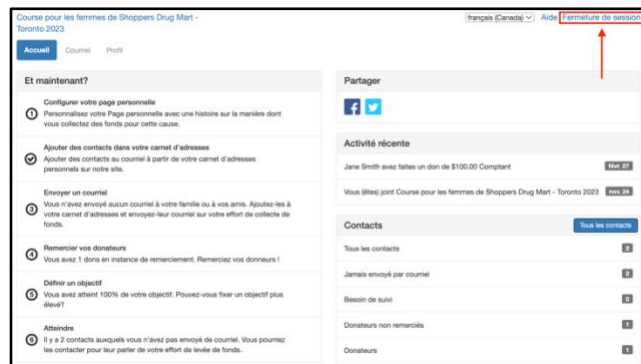 Course pour les femmes de Shoppers Drug Mart -
Toronto 2023
français (Canada)
Aide
Fermeture de session
Accueil
Courriel
Profil
Et maintenant?
1
Configurer votre page personnelle
Personnalisez votre Page personnelle avec une histoire sur la manière dont
vous collectez des fonds pour cette cause.
Ajouter des contacts dans votre carnet d'adresses
Ajouter des contacts au courriel à partir de votre carnet d'adresses
personnels sur notre site.
3
Envoyer un courriel
Vous n'avez envoyé aucun courriel à votre famille ou à vos amis. Ajoutez-les à
votre carnet d'adresses et envoyez-leur courriel sur votre effort de collecte de
fonds.
4
Remercier vos donateurs
Vous avez 1 dons en instance de remerciement. Remerciez vos donneurs !
5
Définir un objectif
Vous avez atteint 100% de votre objectif. Pouvez-vous fixer un objectif plus
élevé?
6
Atteindre
Il y a 2 contacts auxquels vous n'avez pas envoyé de courriel. Vous pourriez
les contacter pour leur parler de votre effort de levée de fonds.
Partager
Activité récente
Jane Smith avez faites un don de $100.00 Comptant
nov. 27
Vous (êtes) joint Course pour les femmes de Shoppers Drug Mart - Toronto 2023
nov. 24
Contacts
Tous les contacts
Tous les contacts
2
Jamais envoyé par courriel
2
Besoin de suivi
0
Donateurs non remerciés
1
Donateurs
1